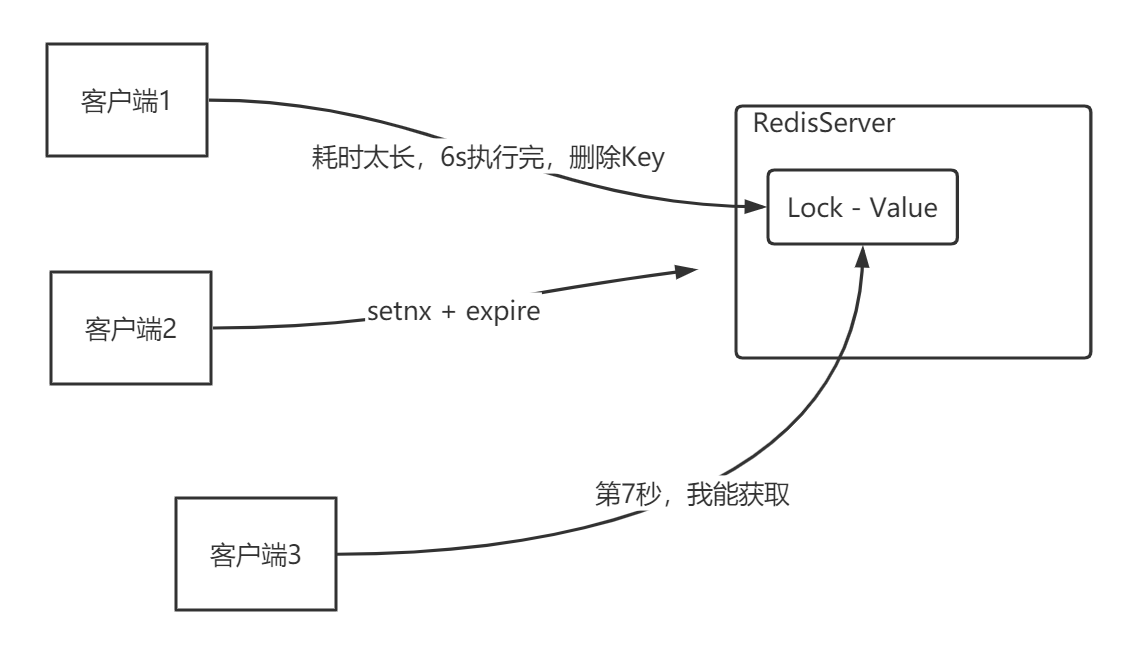 客户端1
RedisServer
耗时太长，6s执行完，删除Key
Lock - Value
客户端2
setnx + expire
第7秒，我能获取
客户端3